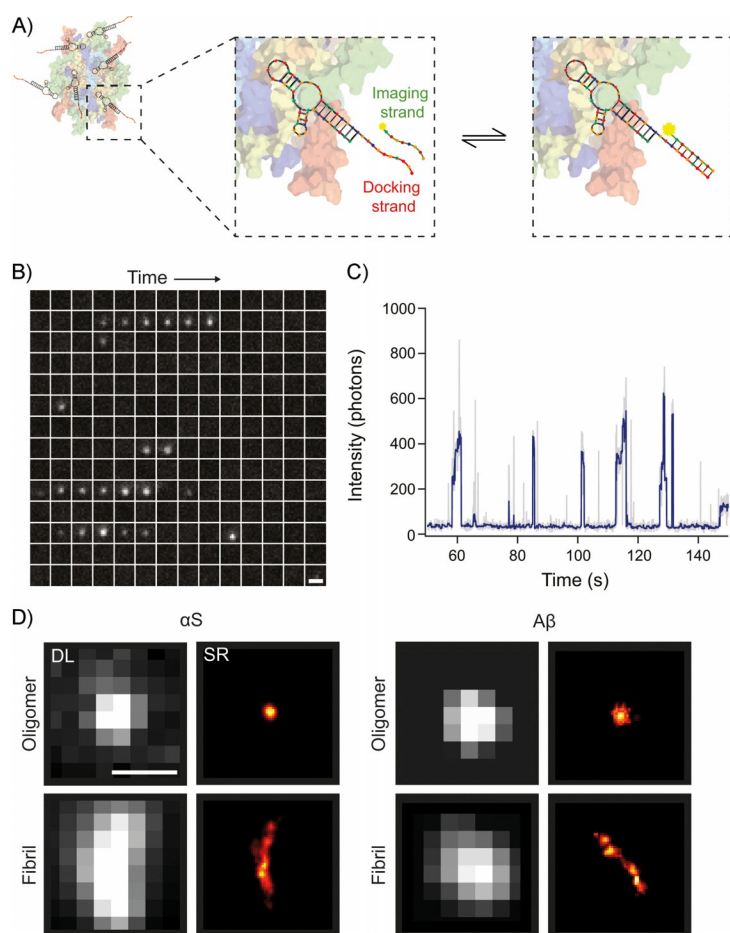 A)
Imaging
strand
Docking
strand
B)
Time
C)
1000
800
600
400
200
0
Intensity (photons)
60
80
100
120
140
Time (s)
D)
αS
Aβ
DL
SR
Oligomer
Oligomer
Fibril
Fibril